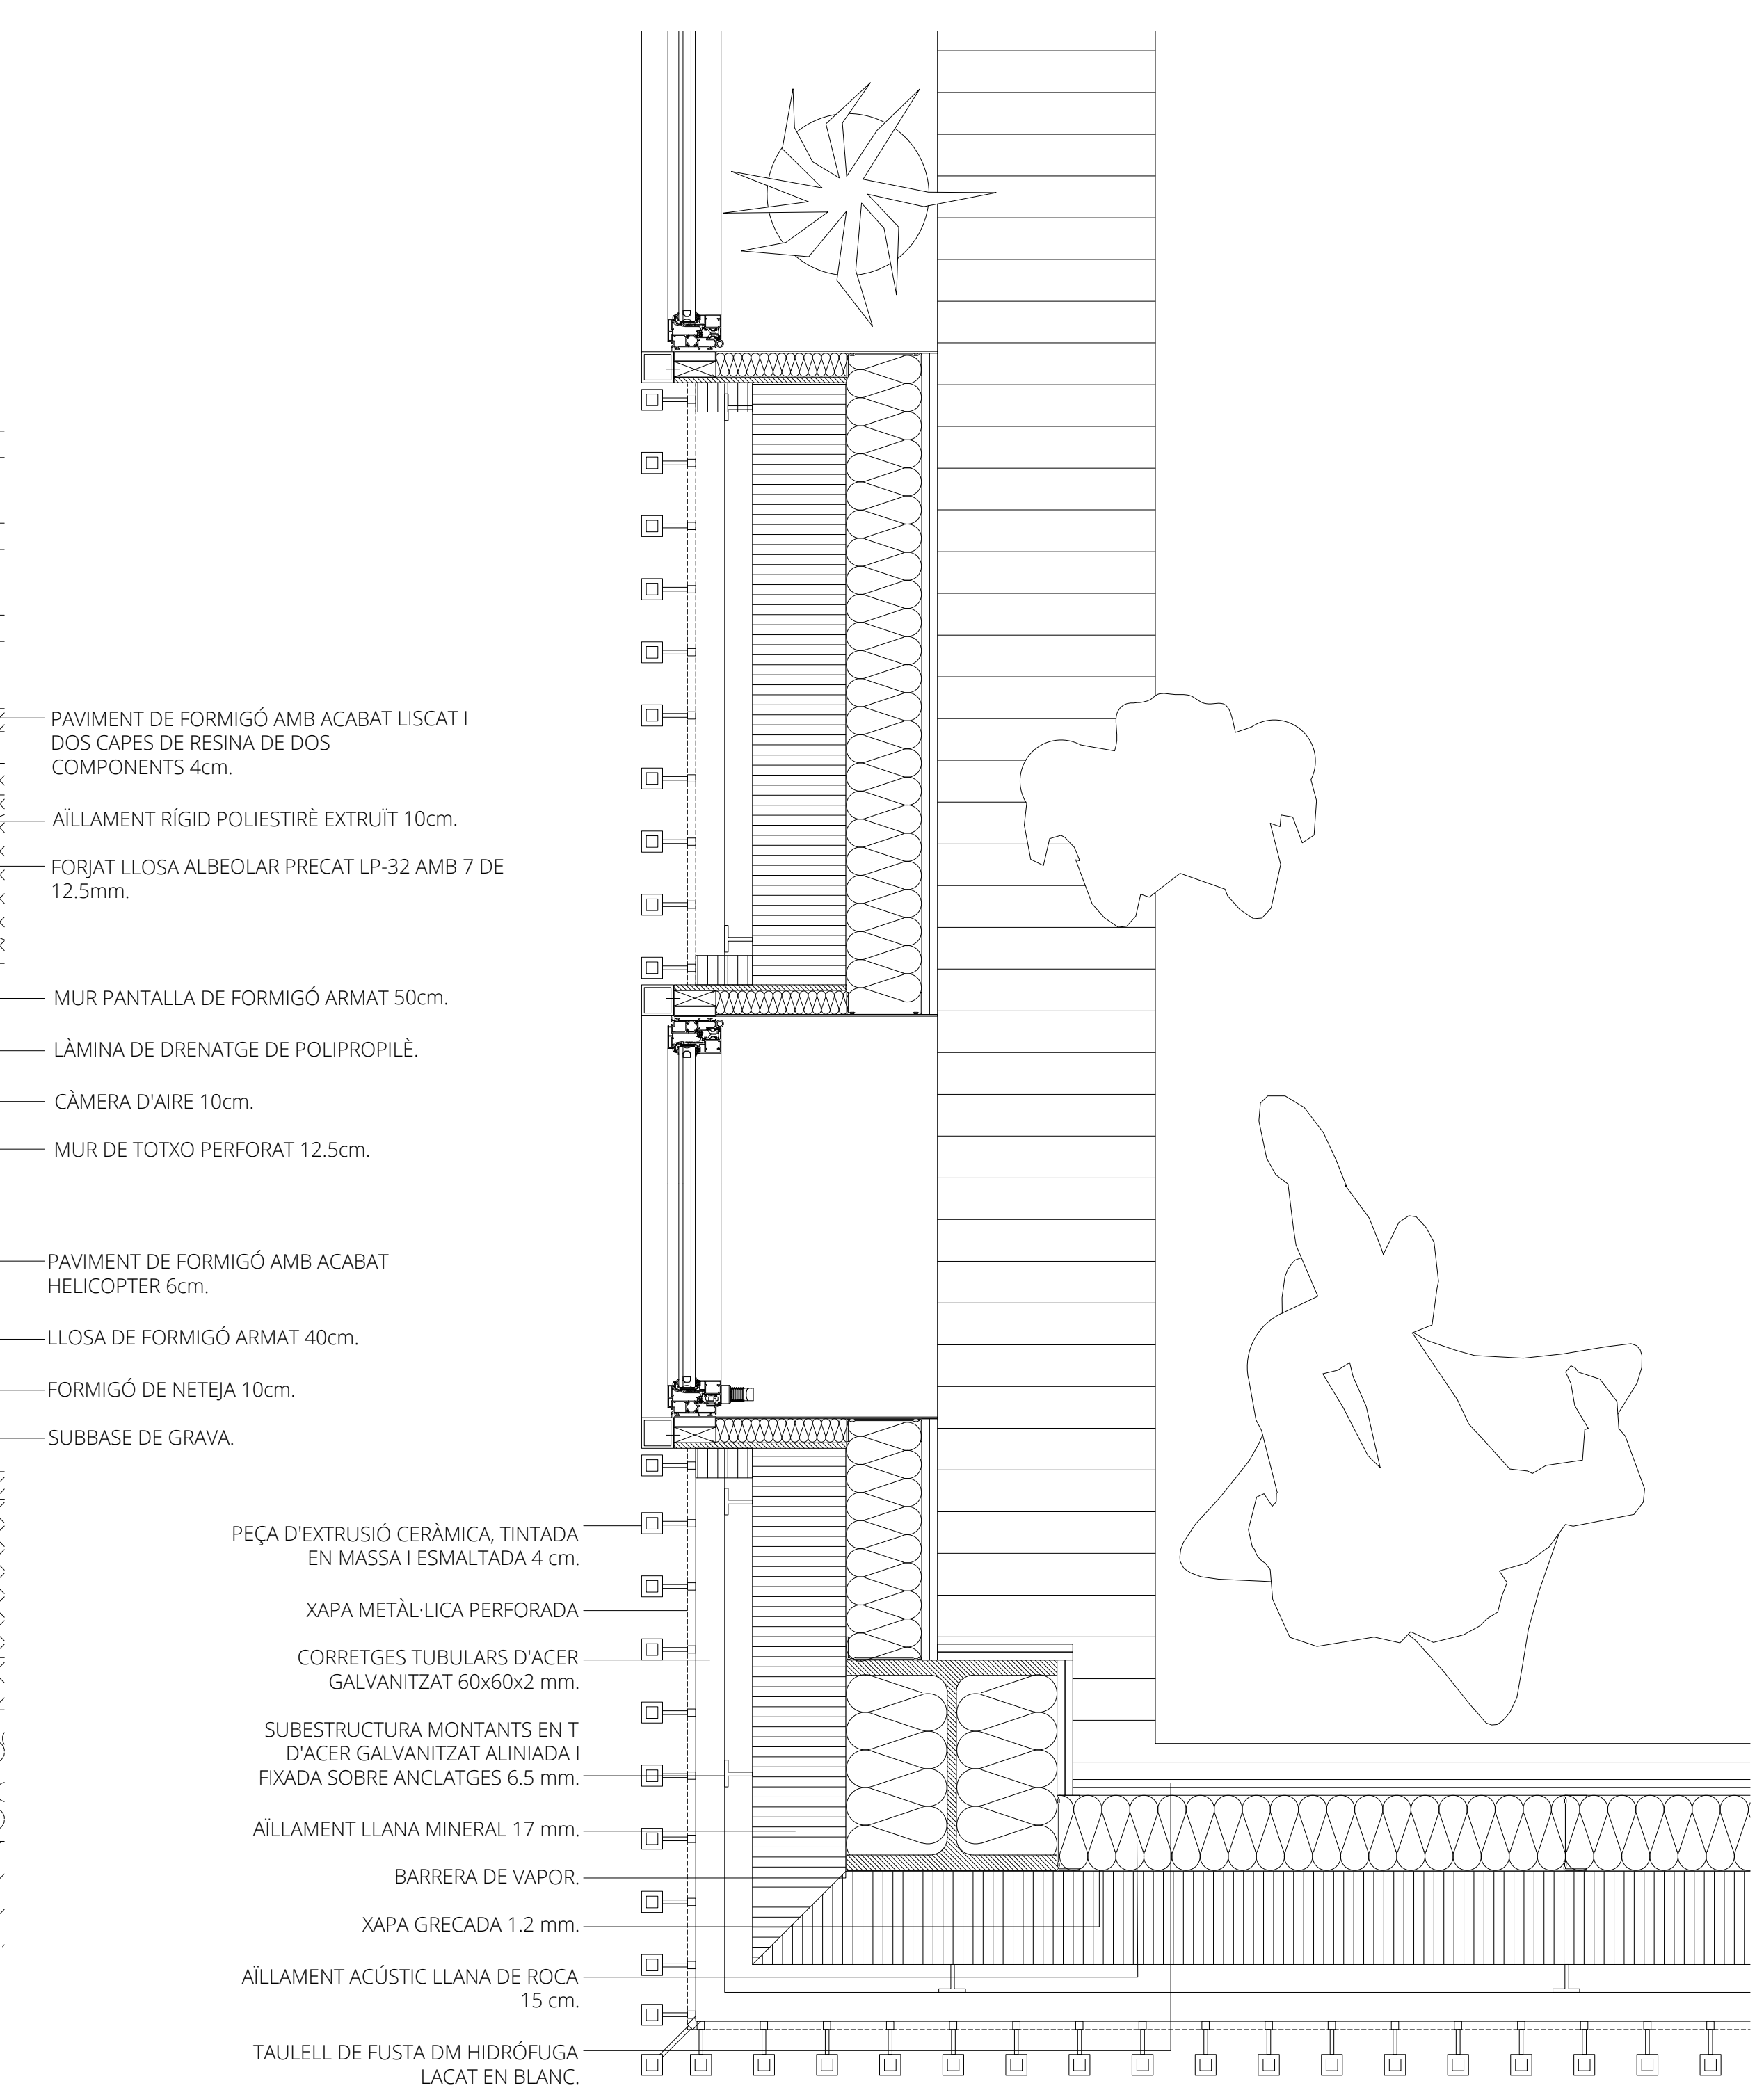 PAVIMENT DE FORMIGÓ AMB ACABAT LISCAT I
DOS CAPES DE RESINA DE DOS
COMPONENTS 4cm.
AÏLLAMENT RÍGID POLIESTIRÈ EXTRUÏT 10cm.
FORJAT LLOSA ALBEOLAR PRECAT LP-32 AMB 7 DE
12.5mm.
MUR PANTALLA DE FORMIGÓ ARMAT 50cm.
LÀMINA DE DRENATGE DE POLIPROPILÈ.
CÀMERA D'AIRE 10cm.
MUR DE TOTXO PERFORAT 12.5cm.
PAVIMENT DE FORMIGÓ AMB ACABAT
HELICOPTER 6cm.
LLOSA DE FORMIGÓ ARMAT 40cm.
FORMIGÓ DE NETEJA 10cm.
SUBBASE DE GRAVA.
PEÇA D'EXTRUSIÓ CERÀMICA, TINTADA
EN MASSA I ESMALTADA 4 cm.
XAPA METÀL·LICA PERFORADA
CORRETGES TUBULARS D'ACER
GALVANITZAT 60x60x2 mm.
SUBESTRUCTURA MONTANTS EN T
D'ACER GALVANITZAT ALINIADA I
FIXADA SOBRE ANCLATGES 6.5 mm.
AÏLLAMENT LLANA MINERAL 17 mm.
BARRERA DE VAPOR.
XAPA GRECADA 1.2 mm.
AÏLLAMENT ACÚSTIC LLANA DE ROCA
15 cm.
TAULELL DE FUSTA DM HIDRÓFUGA
LACAT EN BLANC.